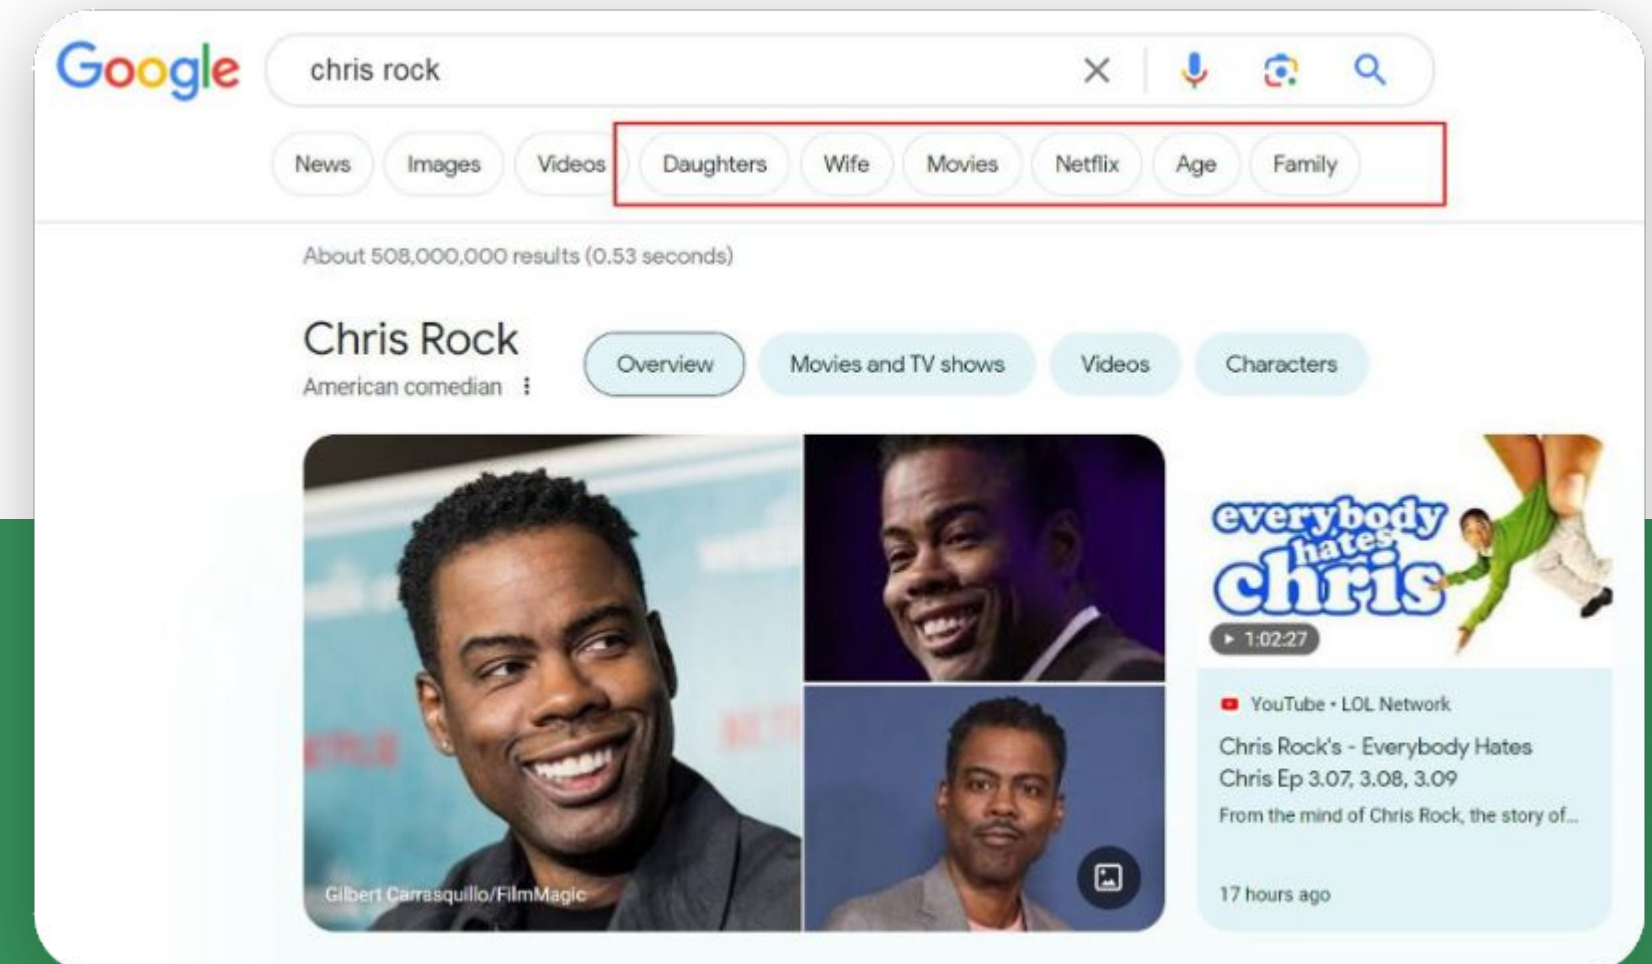 Google
chris rock
News Images Videos Daughters Wife Movies Netflix Age Family
About 508,000,000 results (0.53 seconds)
Chris Rock
American comedian
Overview Movies and TV shows Videos Characters
Gilbert Carrasquillo/FilmMagic
everybody
hates
chris
1:02:27
YouTube • LOL Network
Chris Rock's - Everybody Hates
Chris Ep 3.07, 3.08, 3.09
From the mind of Chris Rock, the story of...
17 hours ago